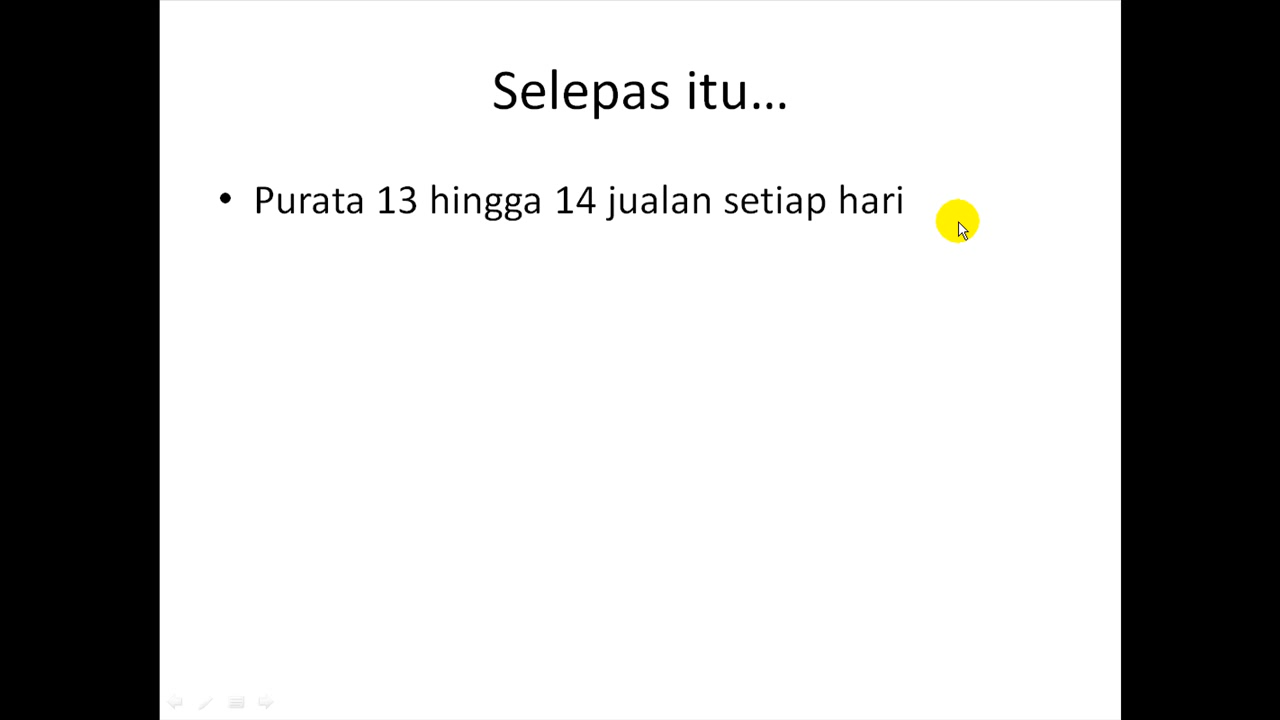 Selepas itu...
• Purata 13 hingga 14 jualan setiap hari